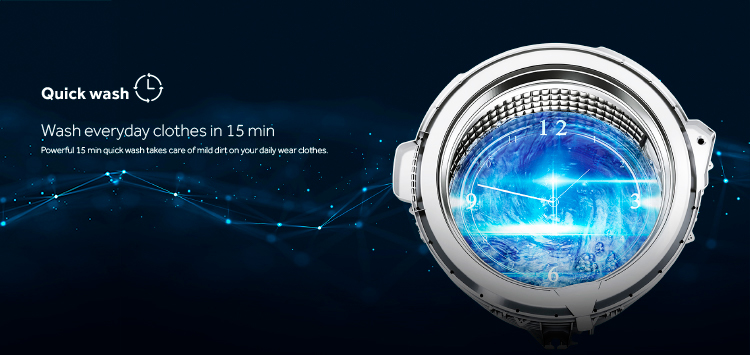 Quick wash
Wash everyday clothes in 15 min
Powerful 15 min quick wash takes care of mild dirt on your daily wear clothes.
12
9
3
6